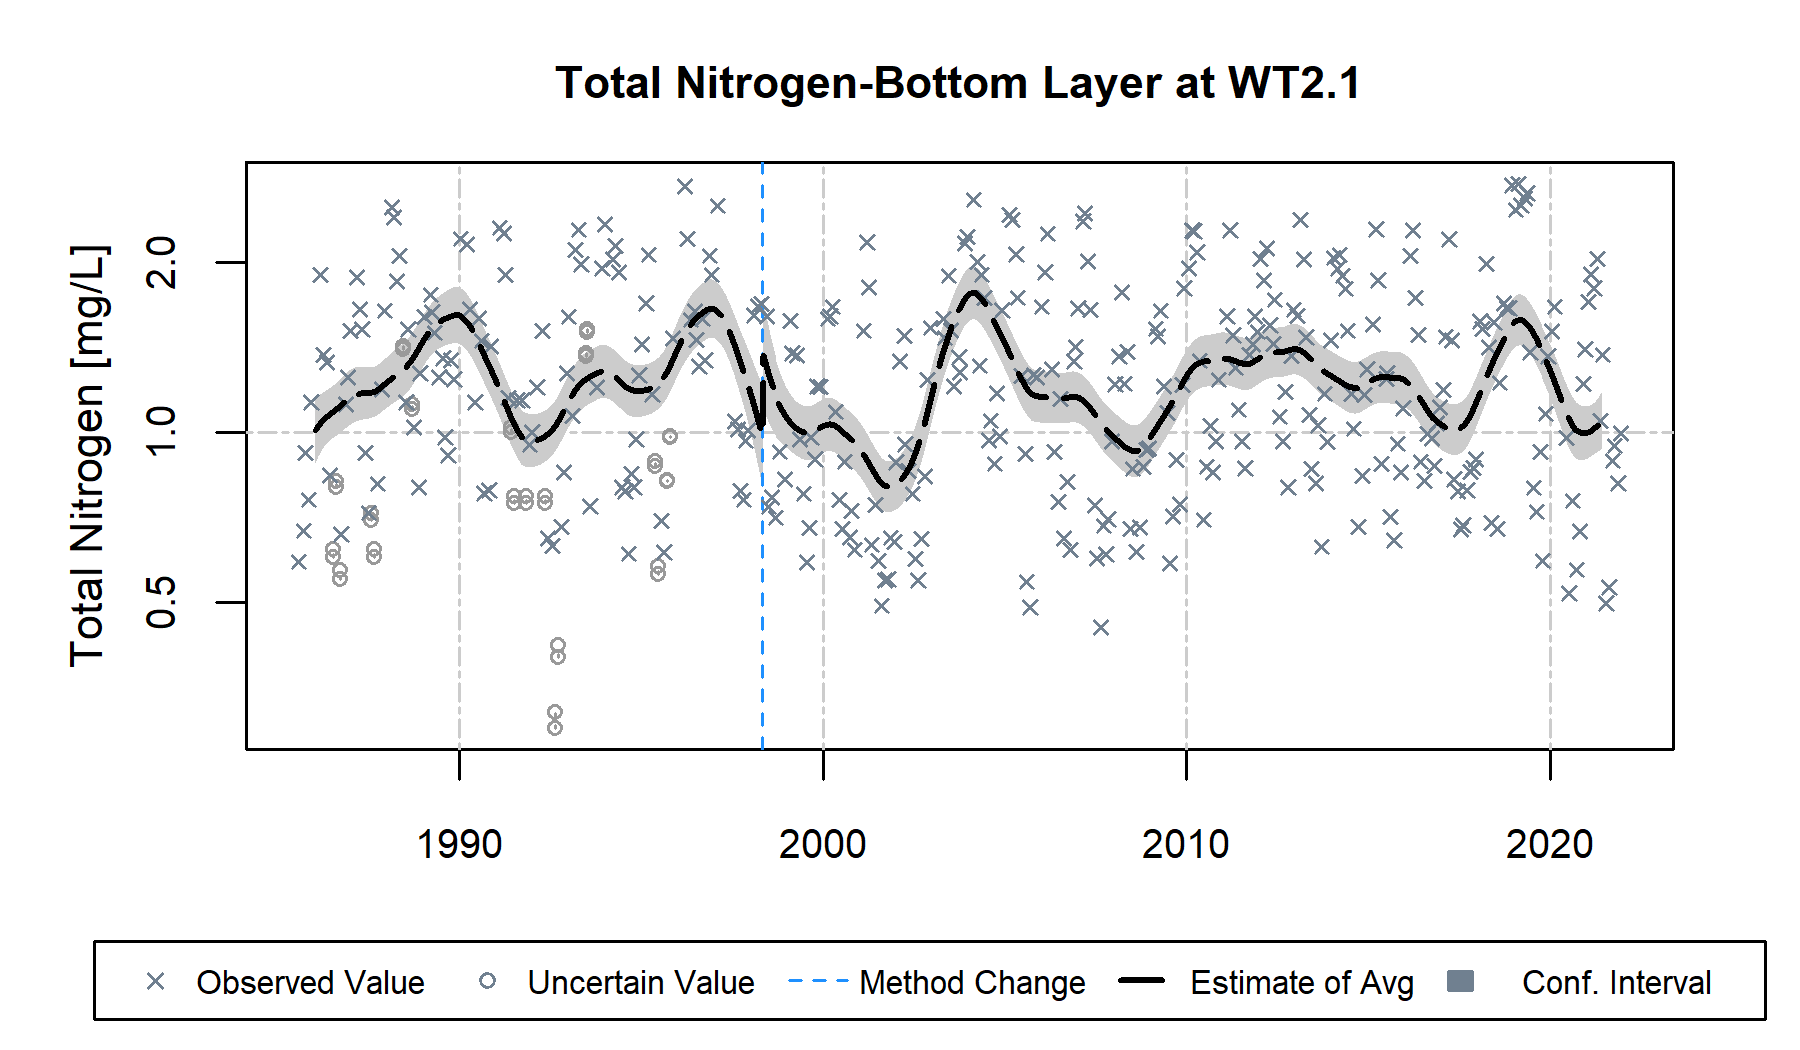 Total Nitrogen-Bottom Layer at WT2.1
Total Nitrogen [mg/L]
2.0
1.0
0.5
1990 2000 2010 2020
Observed Value Uncertain Value Method Change Estimate of Avg Conf. Interval